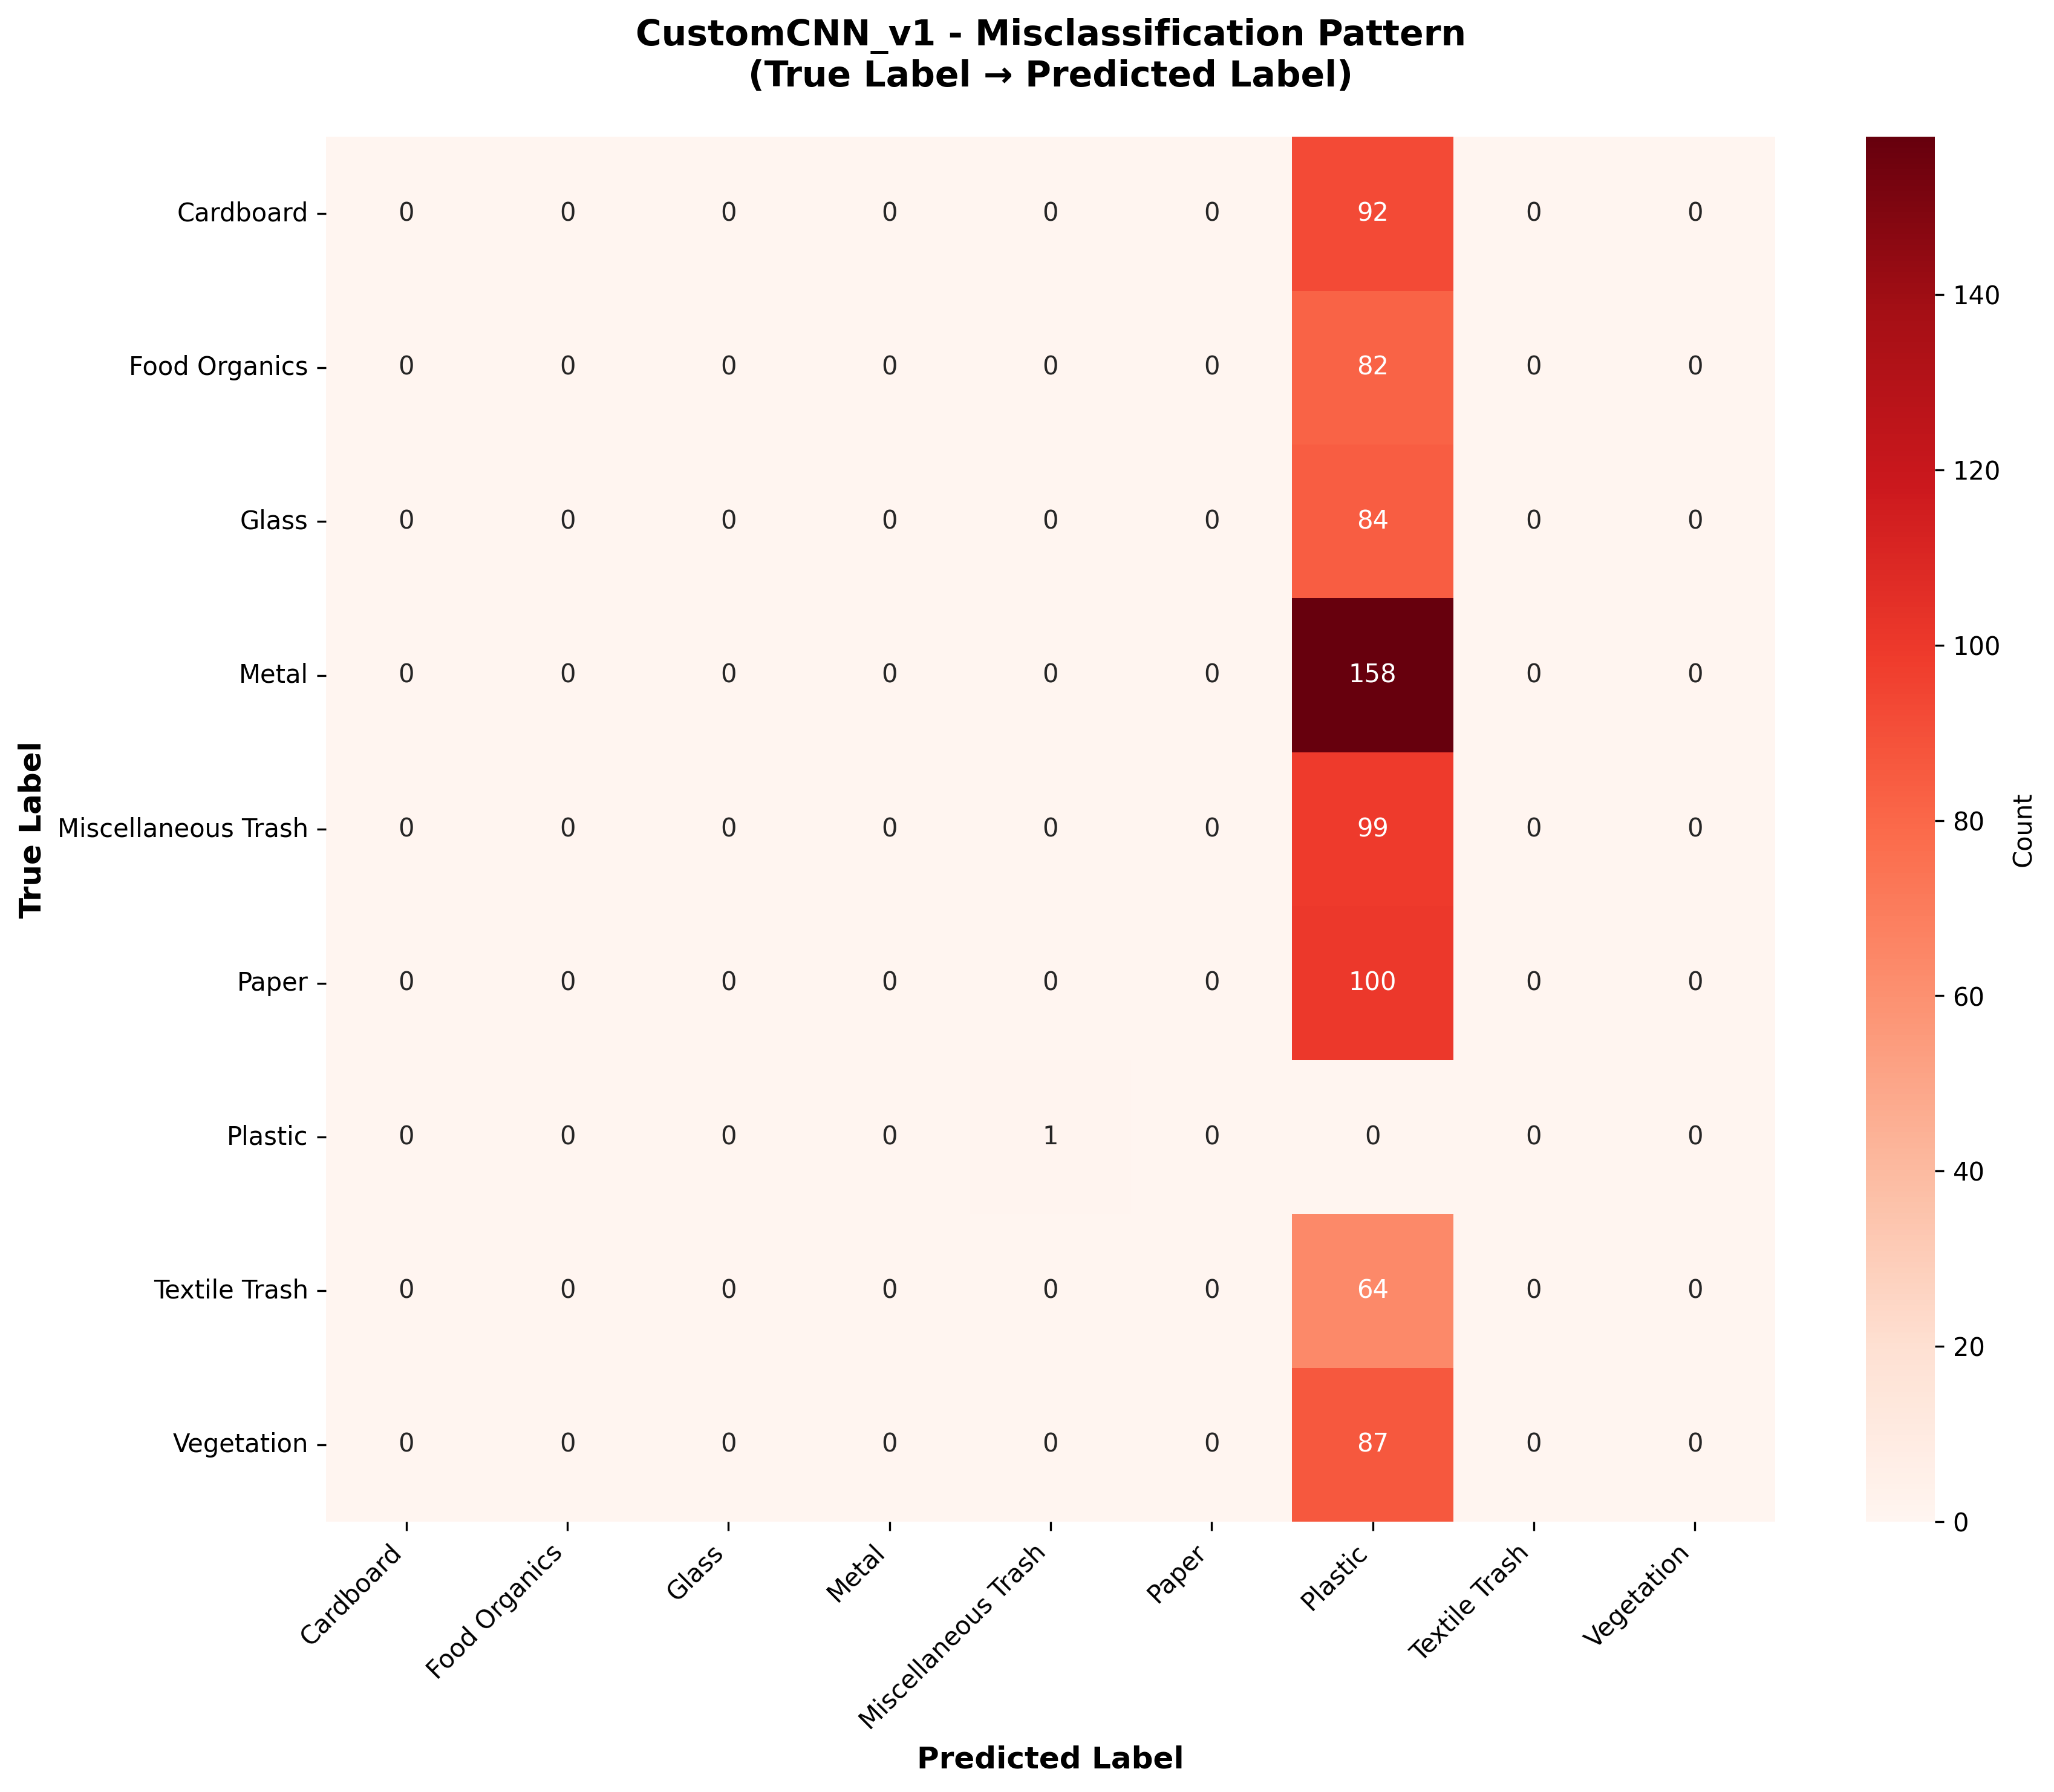 CustomCNN_v1 - Misclassification Pattern
(True Label → Predicted Label)
True Label
Cardboard 0 0 0 0 0 0 92 0 0
Food Organics 0 0 0 0 0 0 82 0 0
Glass 0 0 0 0 0 0 84 0 0
Metal 0 0 0 0 0 0 158 0 0
Miscellaneous Trash 0 0 0 0 0 0 99 0 0
Paper 0 0 0 0 0 0 100 0 0
Plastic 0 0 0 0 1 0 0 0 0
Textile Trash 0 0 0 0 0 0 64 0 0
Vegetation 0 0 0 0 0 0 87 0 0
Cardboard
Food Organics
Glass
Metal
Miscellaneous Trash
Paper
Plastic
Textile Trash
Vegetation
Predicted Label
140
120
100
80
60
40
20
0
Count